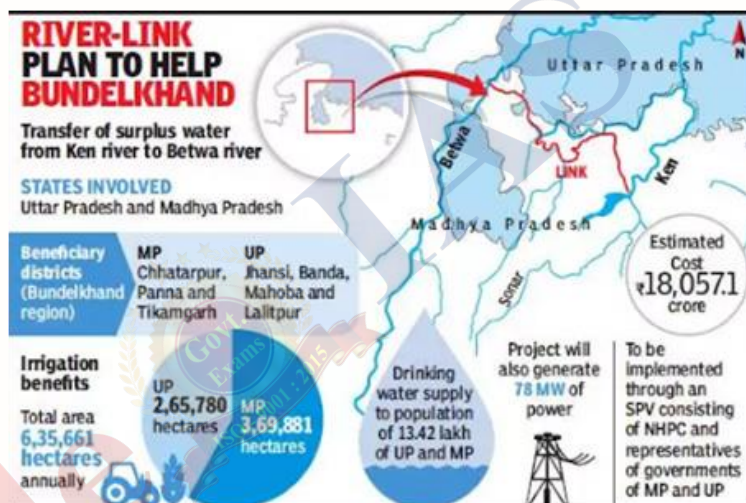 RIVER-LINK
PLAN TO HELP
BUNDELKHAND
Transfer of surplus water
from Ken river to Betwa river
STATES INVOLVED
Uttar Pradesh and Madhya Pradesh
Uttar Pradesh
N
Betwa
LINK
Ken
Madhya Pradesh
Sonar
Estimated
Cost
₹18,057.1
crore
Beneficiary
districts
(Bundelkhand
region)
MP
Chhatarpur,
Panna and
Tikamgarh
UP
Jhansi, Banda,
Mahoba and
Lalitpur
Irrigation
benefits
Total area
6,35,661
hectares
annually
UP
2,65,780
hectares
MP
3,69,881
hectares
Drinking
water supply
to population
of 13.42 lakh
of UP and MP
Project will
also generate
78 MW of
power
To be
implemented
through an
SPV consisting
of NHPC and
representatives
of governments
of MP and UP
IAS
Govt.
Exams